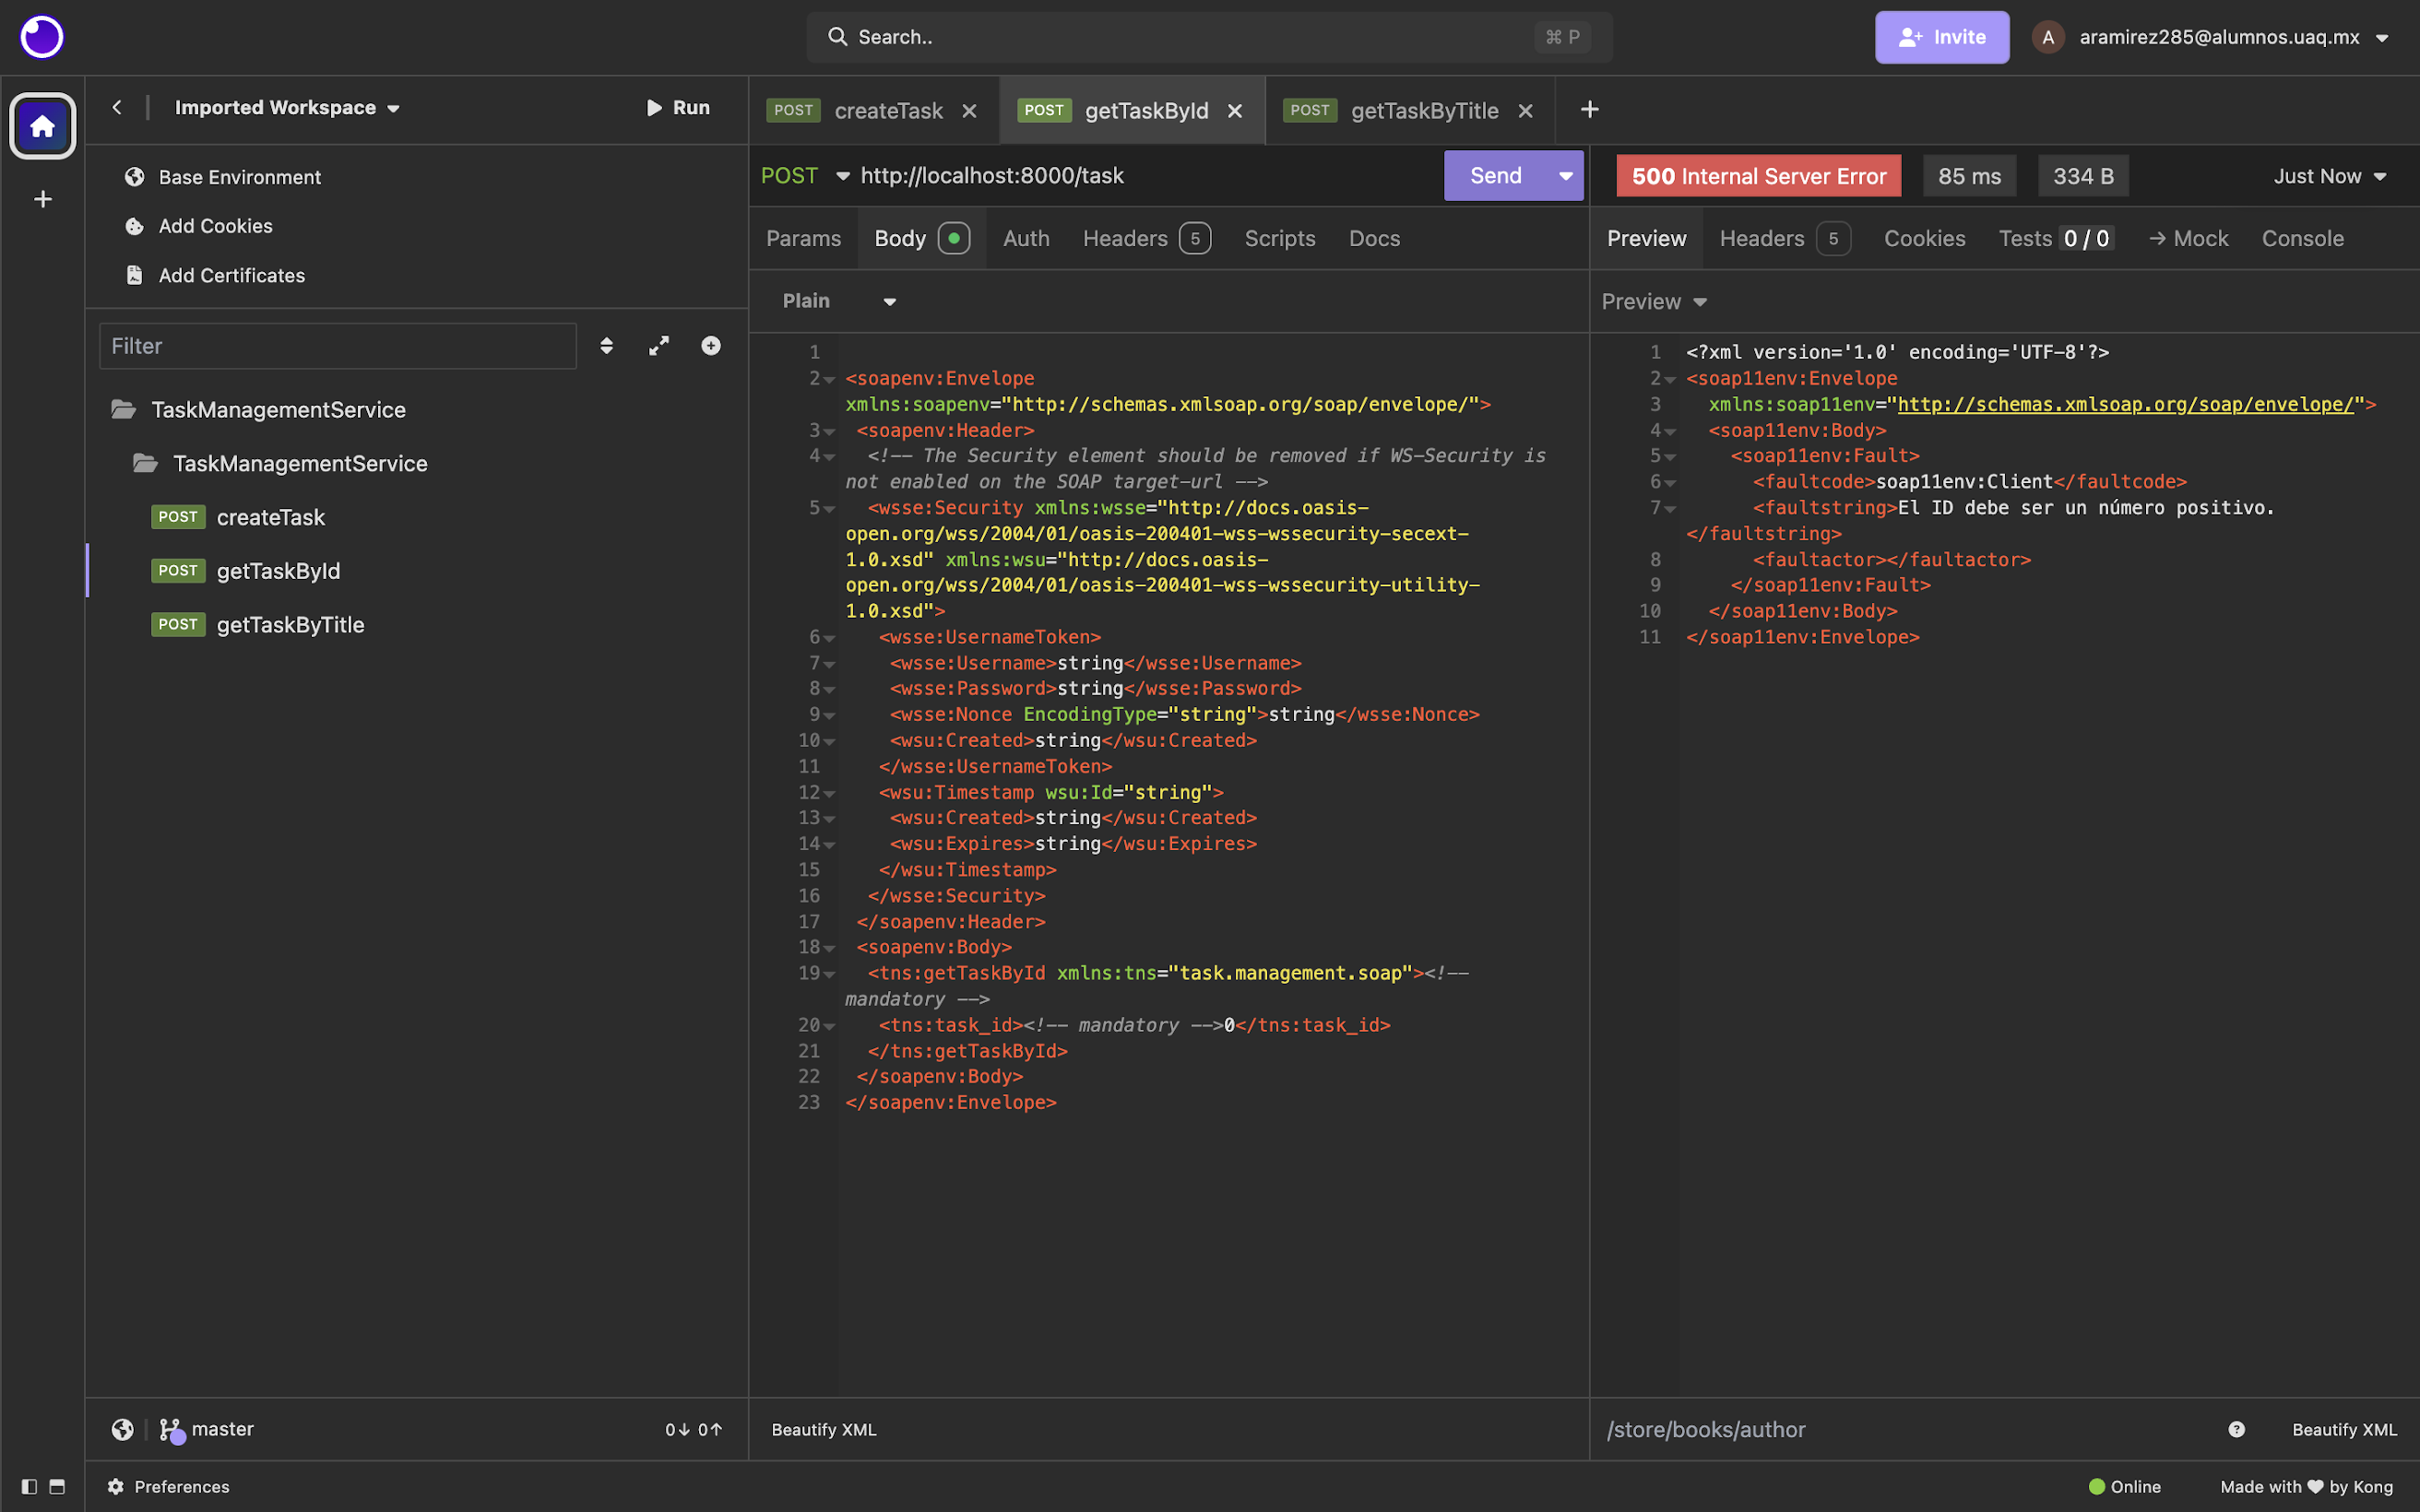 Search..
⌘ P
Invite
A
aramirez285@alumnos.uaq.mx
Imported Workspace
Run
Base Environment
Add Cookies
Add Certificates
Filter
TaskManagementService
TaskManagementService
POST createTask
POST getTaskById
POST getTaskByTitle
master
0↓ 0↑
POST createTask
POST getTaskById
POST getTaskByTitle
POST http://localhost:8000/task
Send
Params Body Auth Headers 5 Scripts Docs
Plain
1
2 <soapenv:Envelope
xmlns:soapenv="http://schemas.xmlsoap.org/soap/envelope/">
3 <soapenv:Header>
4 <!-- The Security element should be removed if WS-Security is
not enabled on the SOAP target-url -->
5 <wsse:Security xmlns:wsse="http://docs.oasis-
open.org/wss/2004/01/oasis-200401-wss-wssecurity-secext-
1.0.xsd" xmlns:wsu="http://docs.oasis-
open.org/wss/2004/01/oasis-200401-wss-wssecurity-utility-
1.0.xsd">
6 <wsse:UsernameToken>
7 <wsse:Username>string</wsse:Username>
8 <wsse:Password>string</wsse:Password>
9 <wsse:Nonce EncodingType="string">string</wsse:Nonce>
10 <wsu:Created>string</wsu:Created>
11 </wsse:UsernameToken>
12 <wsu:Timestamp wsu:Id="string">
13 <wsu:Created>string</wsu:Created>
14 <wsu:Expires>string</wsu:Expires>
15 </wsu:Timestamp>
16 </wsse:Security>
17 </soapenv:Header>
18 <soapenv:Body>
19 <tns:getTaskById xmlns:tns="task.management.soap"><!--
mandatory -->
20 <tns:task_id><!-- mandatory -->0</tns:task_id>
21 </tns:getTaskById>
22 </soapenv:Body>
23 </soapenv:Envelope>
Beautify XML
500 Internal Server Error
85 ms
334 B
Just Now
Preview Headers 5 Cookies Tests 0 / 0 → Mock Console
Preview
1 <?xml version='1.0' encoding='UTF-8'?>
2 <soap11env:Envelope
3 xmlns:soap11env="http://schemas.xmlsoap.org/soap/envelope/">
4 <soap11env:Body>
5 <soap11env:Fault>
6 <faultcode>soap11env:Client</faultcode>
7 <faultstring>El ID debe ser un número positivo.
</faultstring>
8 <faultactor></faultactor>
9 </soap11env:Fault>
10 </soap11env:Body>
11 </soap11env:Envelope>
/store/books/author
Beautify XML
Preferences
Online
Made with ♥ by Kong